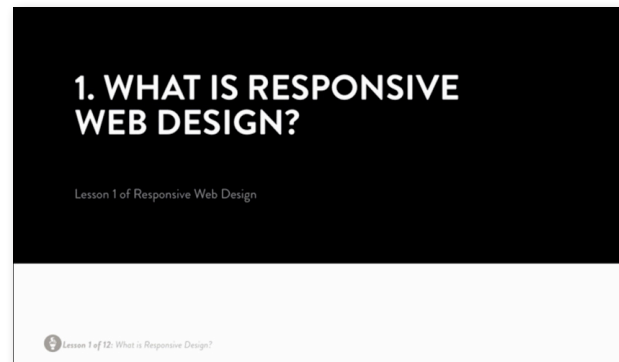 1. WHAT IS RESPONSIVE
WEB DESIGN?
Lesson 1 of Responsive Web Design
Lesson 1 of 12: What is Responsive Design?